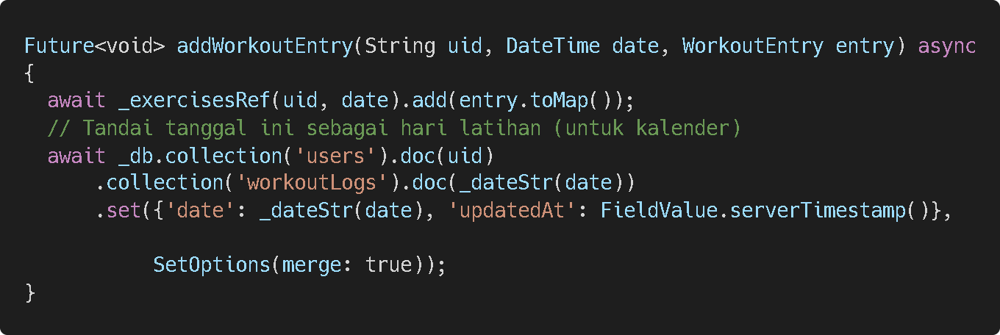 Future<void> addWorkoutEntry(String uid, DateTime date, WorkoutEntry entry) async
{
  await _exercisesRef(uid, date).add(entry.toMap());
  // Tandai tanggal ini sebagai hari latihan (untuk kalender)
  await _db.collection('users').doc(uid)
      .collection('workoutLogs').doc(_dateStr(date))
      .set({'date': _dateStr(date), 'updatedAt': FieldValue.serverTimestamp()},
           SetOptions(merge: true));
}